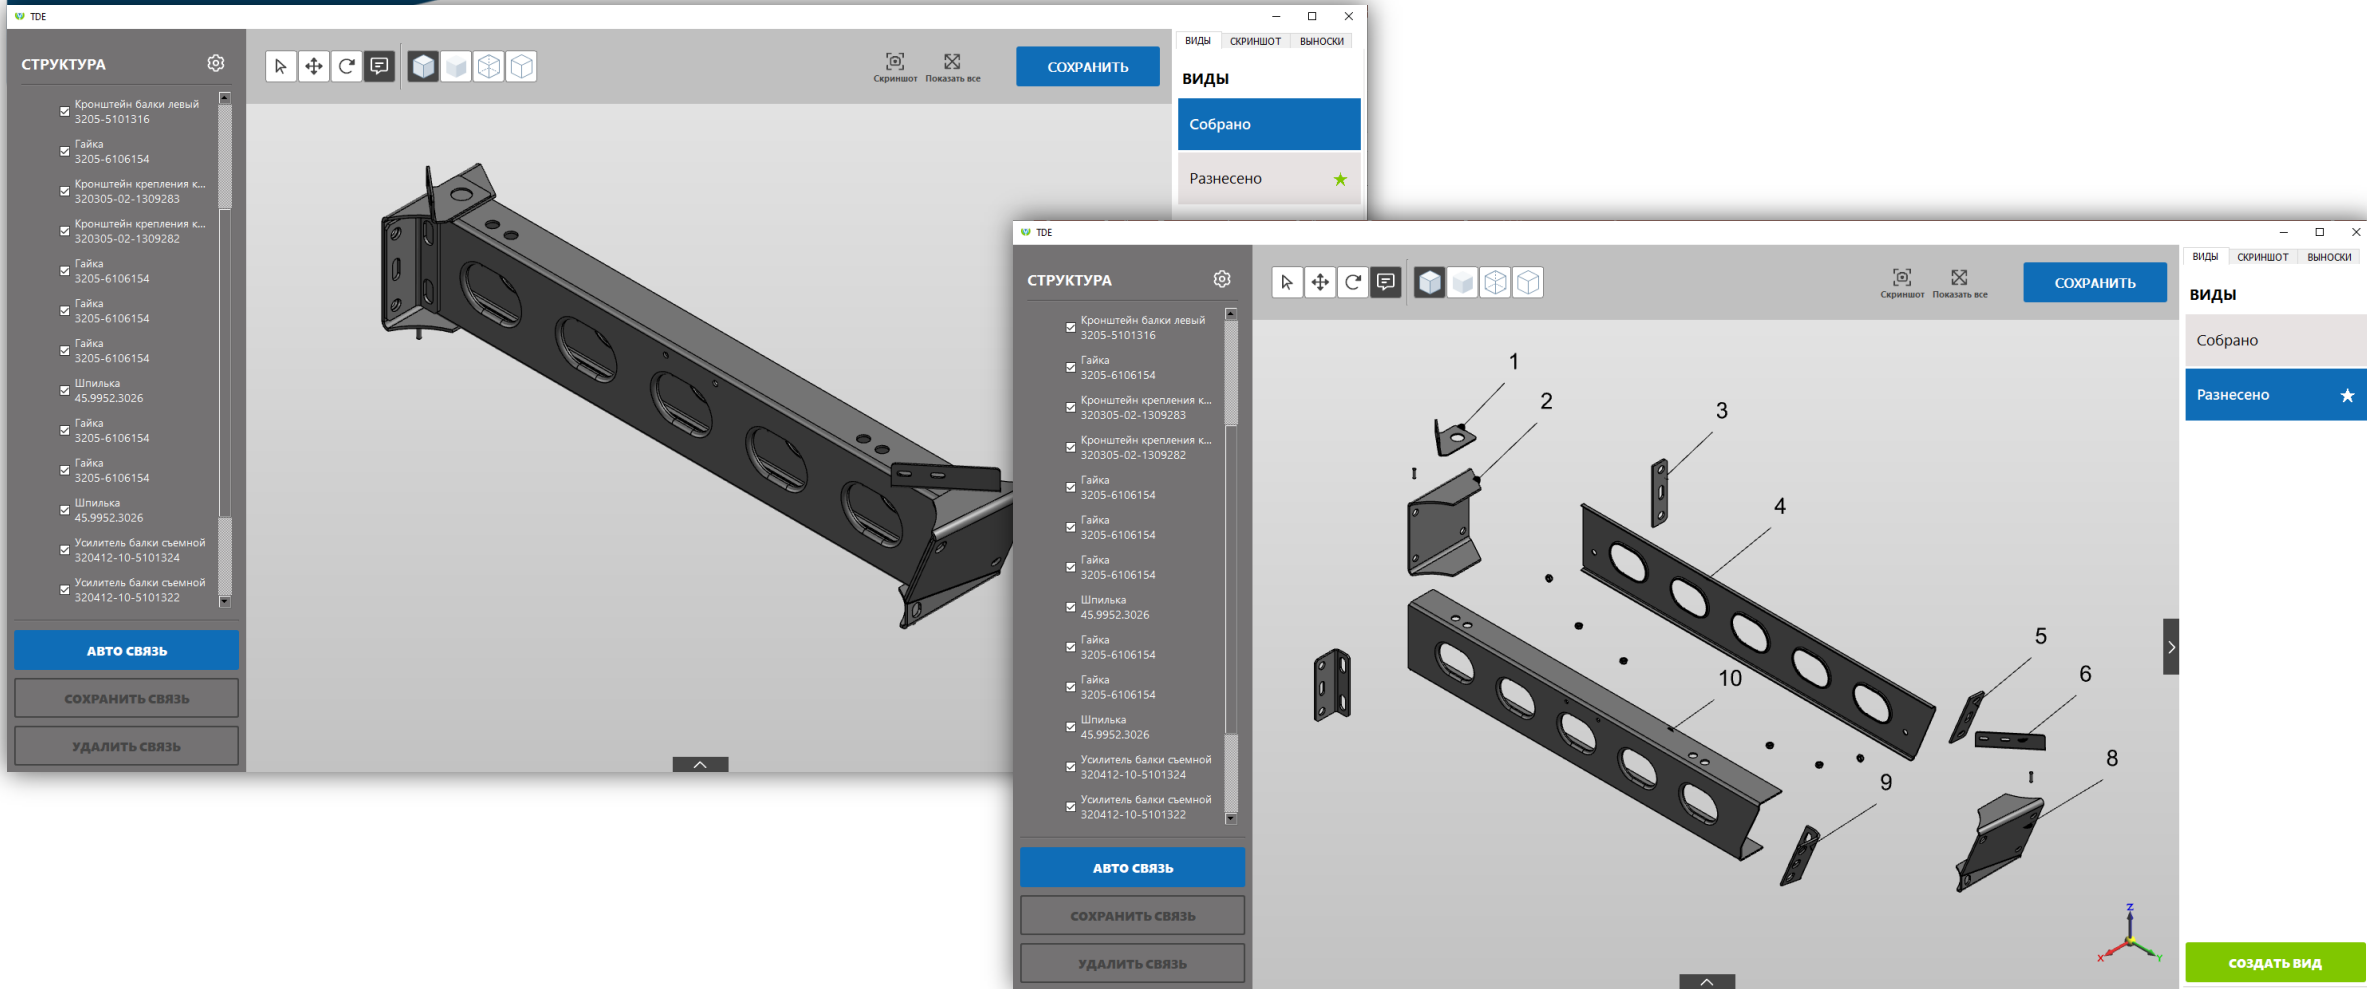 TDE
СТРУКТУРА
Кронштейн балки левый
3205-5101316
Гайка
3205-6106154
Кронштейн крепления к...
320305-02-1309283
Кронштейн крепления к...
320305-02-1309282
Гайка
3205-6106154
Гайка
3205-6106154
Гайка
3205-6106154
Шпилька
45.9952.3026
Гайка
3205-6106154
Гайка
3205-6106154
Шпилька
45.9952.3026
Усилитель балки съемной
320412-10-5101324
Усилитель балки съемной
320412-10-5101322
АВТО СВЯЗЬ
СОХРАНИТЬ СВЯЗЬ
УДАЛИТЬ СВЯЗЬ
Скриншот
Показать все
СОХРАНИТЬ
ВИДЫ
СКРИНШОТ
ВЫНОСКИ
ВИДЫ
Собрано
Разнесено
TDE
СТРУКТУРА
Кронштейн балки левый
3205-5101316
Гайка
3205-6106154
Кронштейн крепления к...
320305-02-1309283
Кронштейн крепления к...
320305-02-1309282
Гайка
3205-6106154
Гайка
3205-6106154
Гайка
3205-6106154
Шпилька
45.9952.3026
Гайка
3205-6106154
Гайка
3205-6106154
Шпилька
45.9952.3026
Усилитель балки съемной
320412-10-5101324
Усилитель балки съемной
320412-10-5101322
АВТО СВЯЗЬ
СОХРАНИТЬ СВЯЗЬ
УДАЛИТЬ СВЯЗЬ
Скриншот
Показать все
СОХРАНИТЬ
1
2
3
4
5
6
10
8
9
Z
X
Y
ВИДЫ
СКРИНШОТ
ВЫНОСКИ
ВИДЫ
Собрано
Разнесено
СОЗДАТЬ ВИД